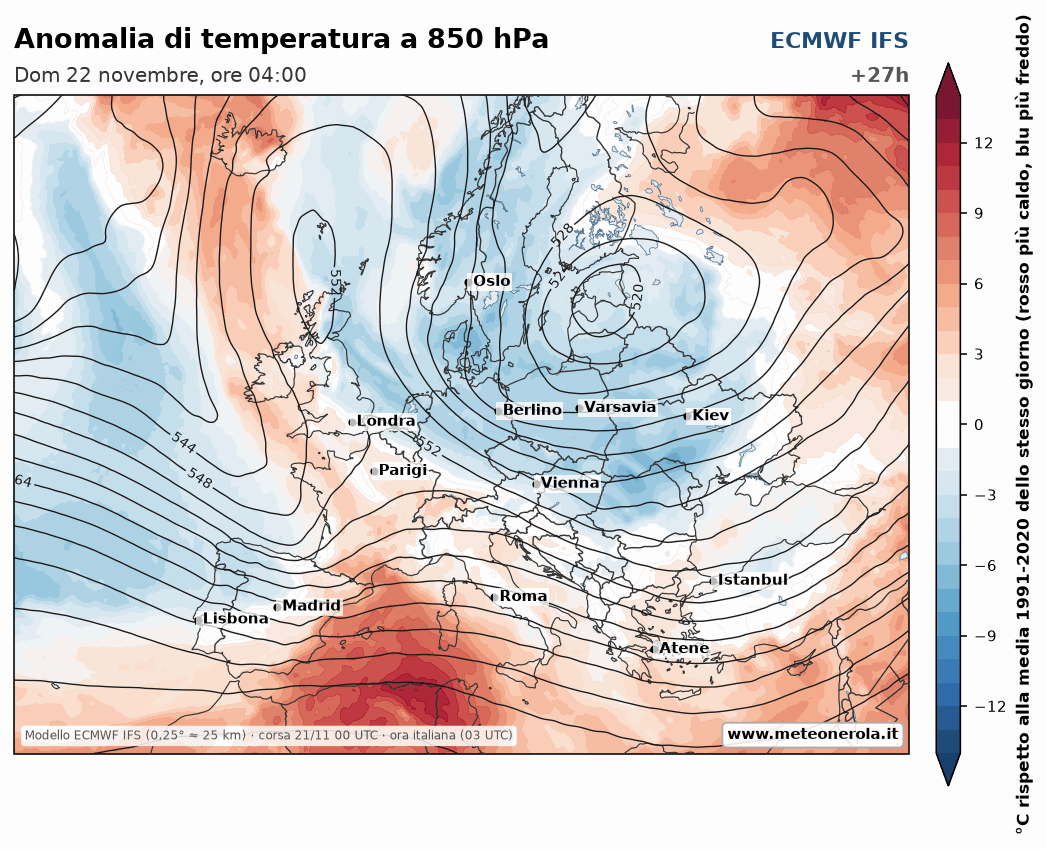 Anomalia di temperatura a 850 hPa
ECMWF IFS
Dom 22 novembre, ore 04:00
+27h
528
524
520
552
Oslo
Berlino
Varsavia
Kiev
Londra
552
544
Parigi
548
64
Vienna
Istanbul
Roma
Madrid
Lisbona
Atene
Modello ECMWF IFS (0,25° ≈ 25 km) · corsa 21/11 00 UTC · ora italiana (03 UTC)
www.meteonerola.it
12
9
6
3
0
−3
−6
−9
−12
°C rispetto alla media 1991-2020 dello stesso giorno (rosso più caldo, blu più freddo)